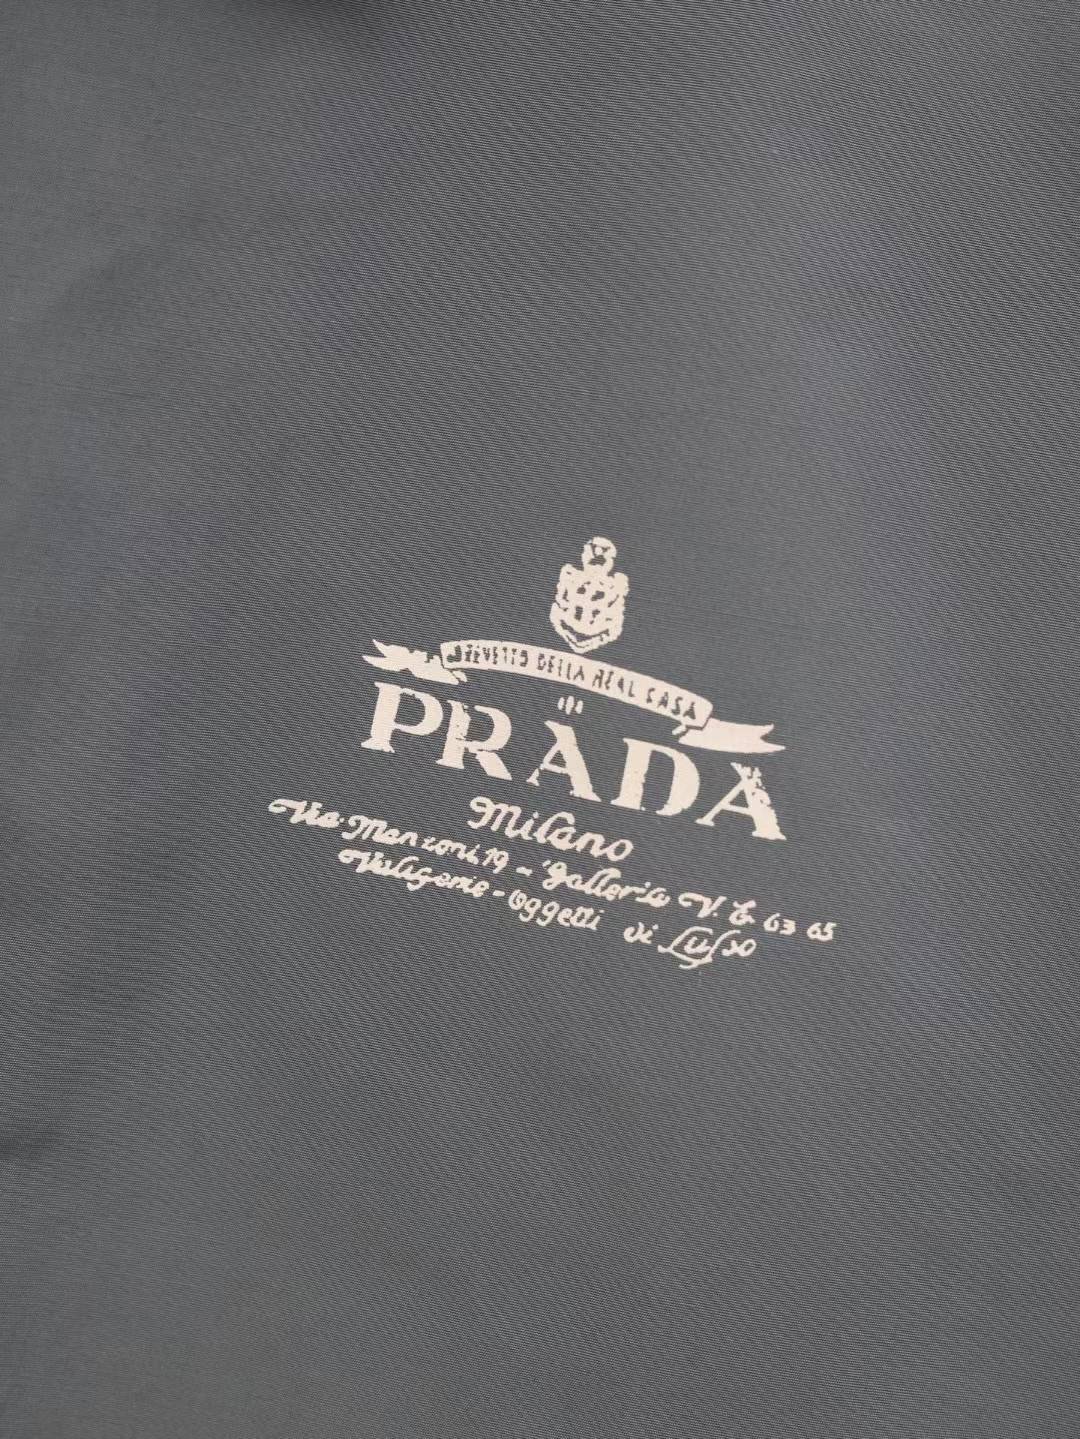 BREVETTO DELLA REAL CASA
PRADA
Milano
Via Manzoni, 19 - Galleria V. E. 63 65
Valigerie - Oggetti di Lusso